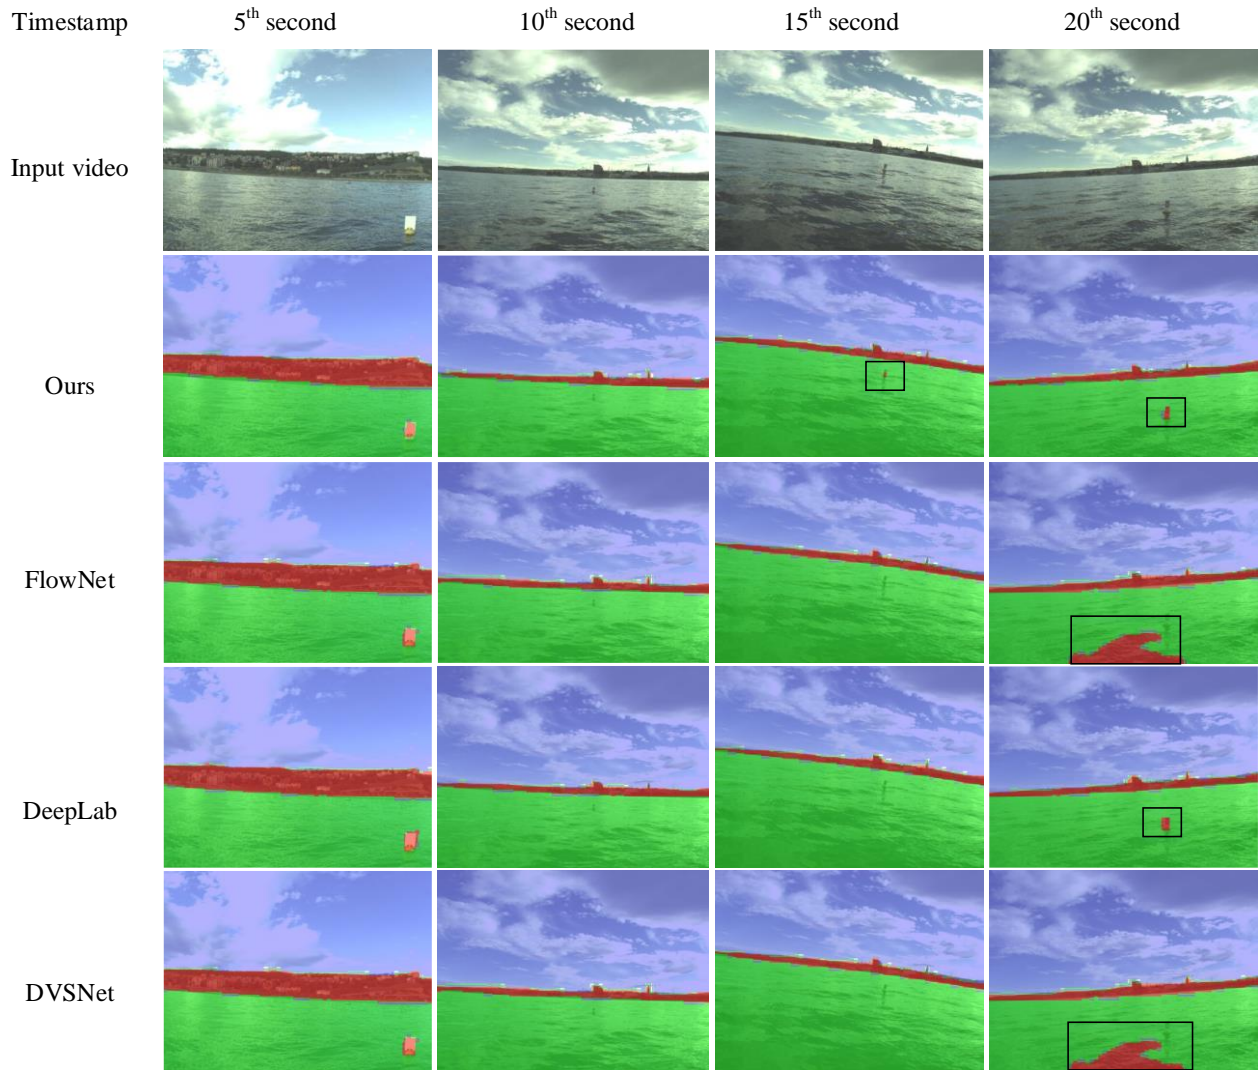 Timestamp 5th second 10th second 15th second 20th second
Input video
Ours
FlowNet
DeepLab
DVSNet